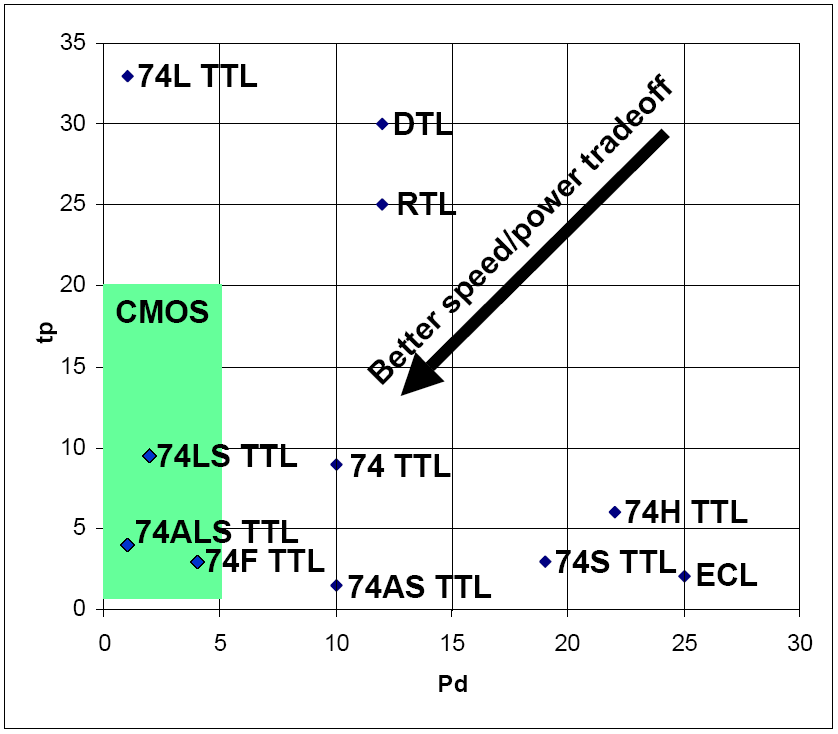 35
74L TTL
30
DTL
25
RTL
Better speed/power tradeoff
20
CMOS
tp
15
10
74LS TTL
74 TTL
5
74ALS TTL
74F TTL
74H TTL
74S TTL
74AS TTL
ECL
0
0 5 10 15 20 25 30
Pd